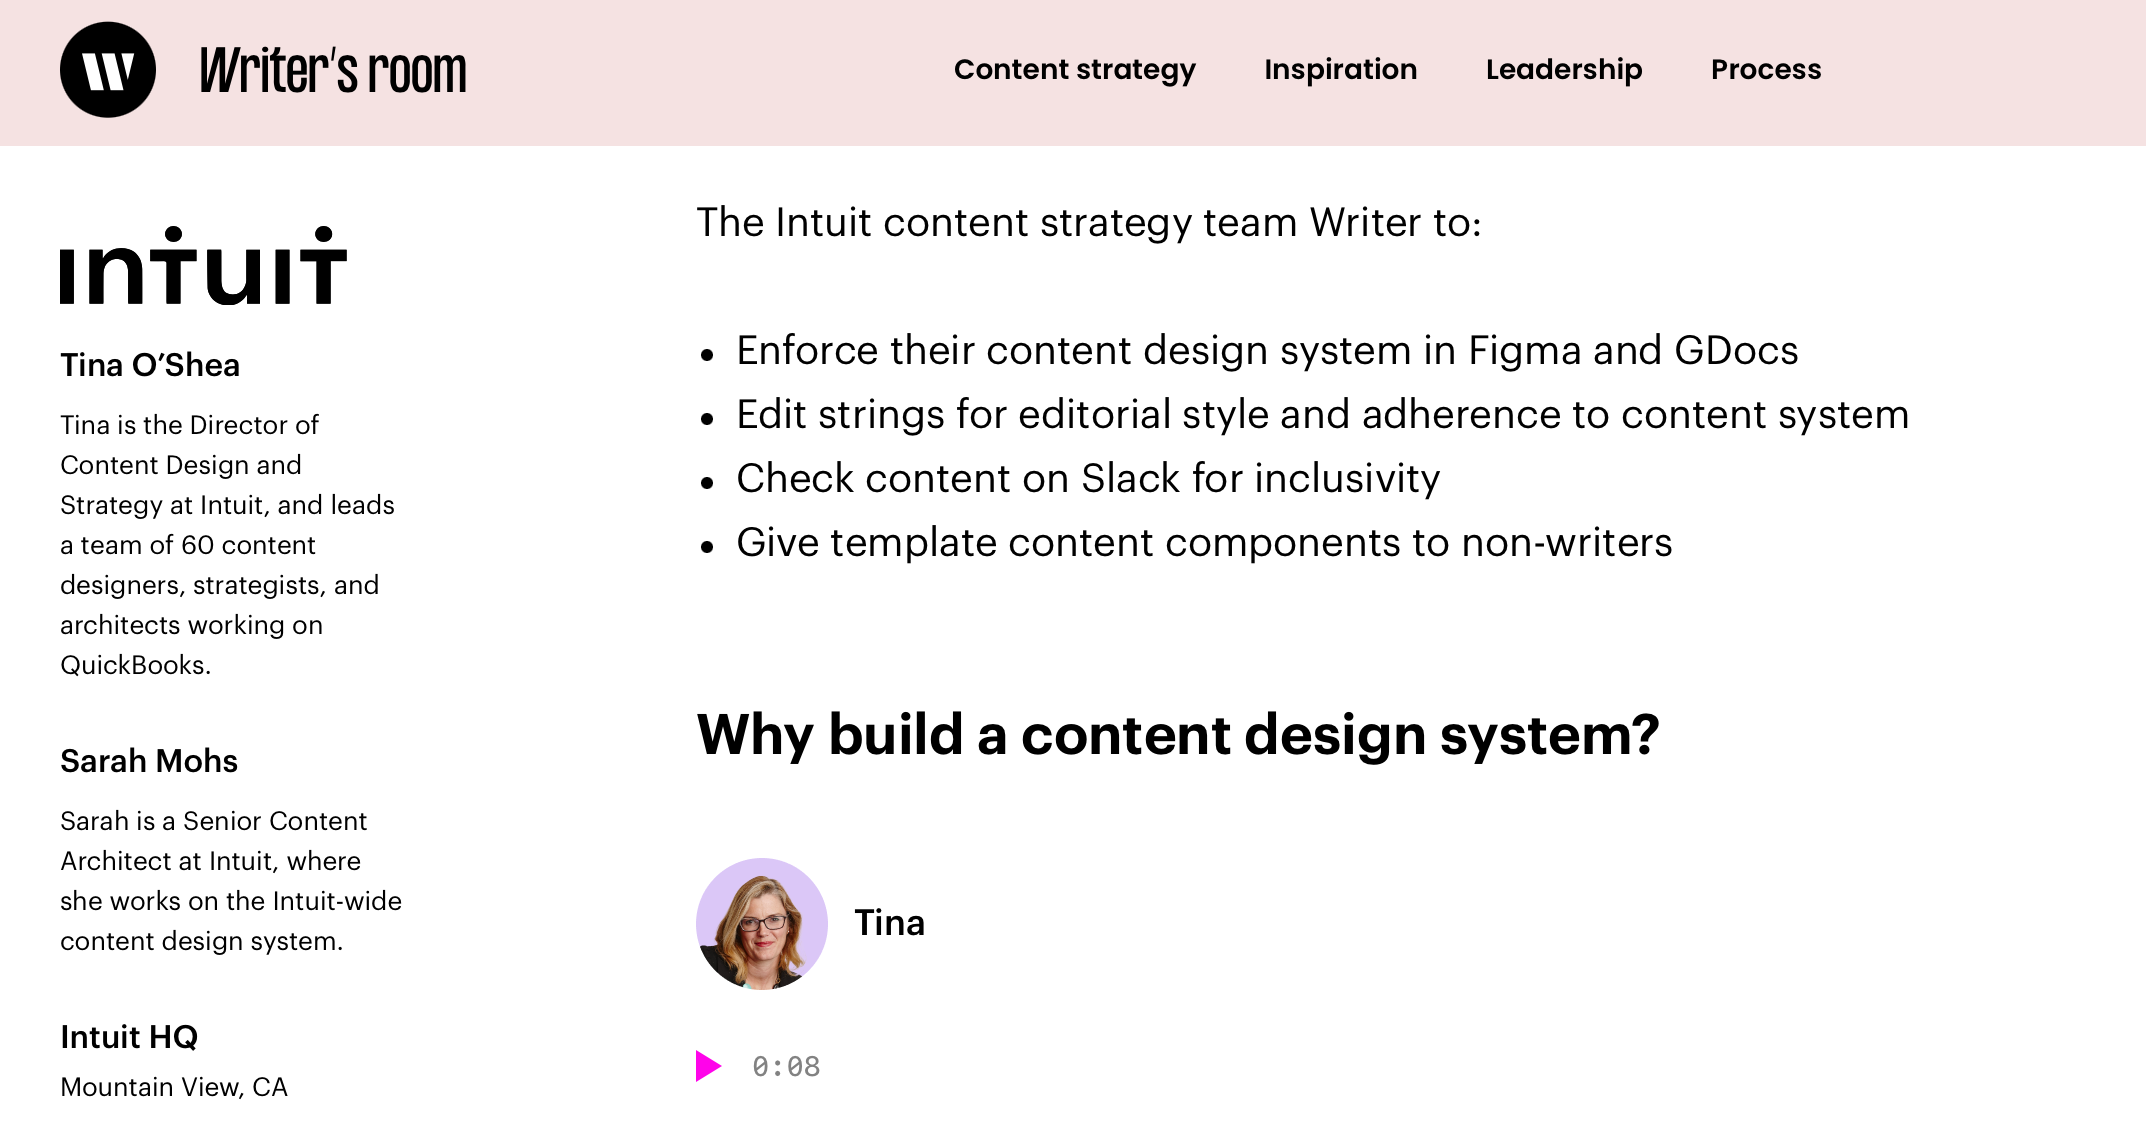 W Writer's room
Content strategy Inspiration Leadership Process
intuit
Tina O’Shea
Tina is the Director of
Content Design and
Strategy at Intuit, and leads
a team of 60 content
designers, strategists, and
architects working on
QuickBooks.
Sarah Mohs
Sarah is a Senior Content
Architect at Intuit, where
she works on the Intuit-wide
content design system.
Intuit HQ
Mountain View, CA
The Intuit content strategy team Writer to:
• Enforce their content design system in Figma and GDocs
• Edit strings for editorial style and adherence to content system
• Check content on Slack for inclusivity
• Give template content components to non-writers
Why build a content design system?
Tina
0:08